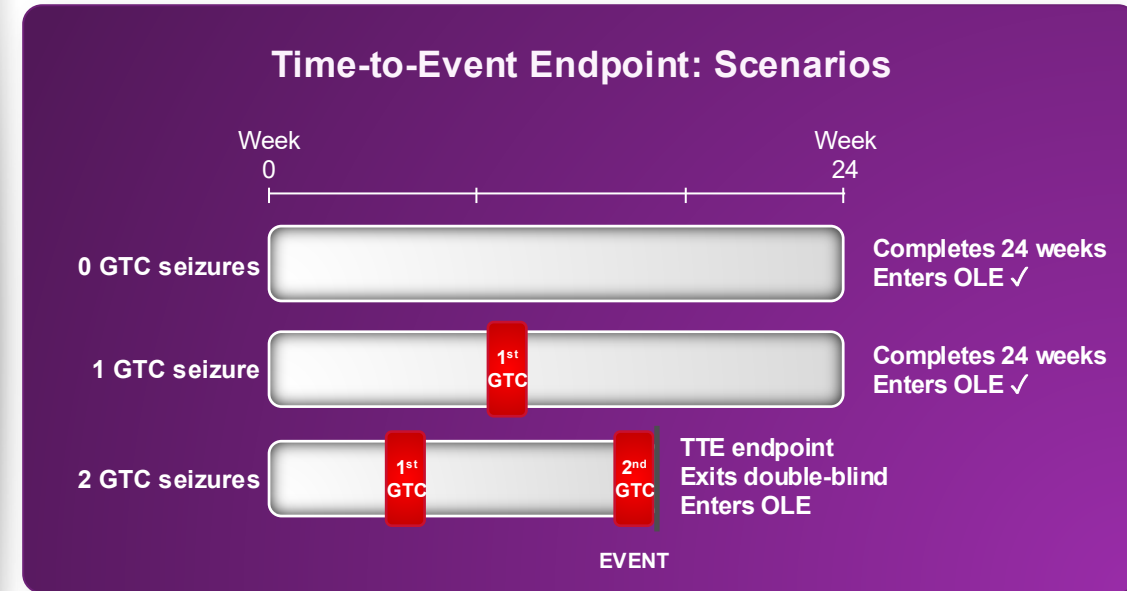 Time-to-Event Endpoint: Scenarios
Week
0
Week
24
0 GTC seizures
Completes 24 weeks
Enters OLE ✓
1 GTC seizure
1st
GTC
Completes 24 weeks
Enters OLE ✓
2 GTC seizures
1st
GTC
2nd
GTC
TTE endpoint
Exits double-blind
Enters OLE
EVENT